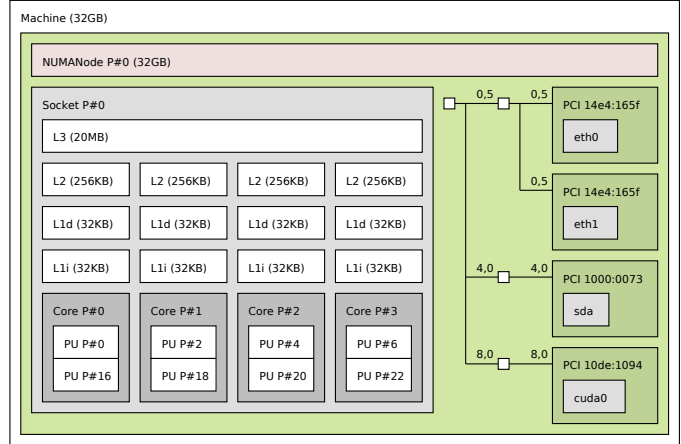 Machine (32GB)
NUMANode P#0 (32GB)
Socket P#0
L3 (20MB)
L2 (256KB) L2 (256KB) L2 (256KB) L2 (256KB)
L1d (32KB) L1d (32KB) L1d (32KB) L1d (32KB)
L1i (32KB) L1i (32KB) L1i (32KB) L1i (32KB)
Core P#0 Core P#1 Core P#2 Core P#3
PU P#0 PU P#2 PU P#4 PU P#6
PU P#16 PU P#18 PU P#20 PU P#22
0,5 0,5 PCI 14e4:165f
eth0
0,5 PCI 14e4:165f
eth1
4,0 4,0 PCI 1000:0073
sda
8,0 8,0 PCI 10de:1094
cuda0